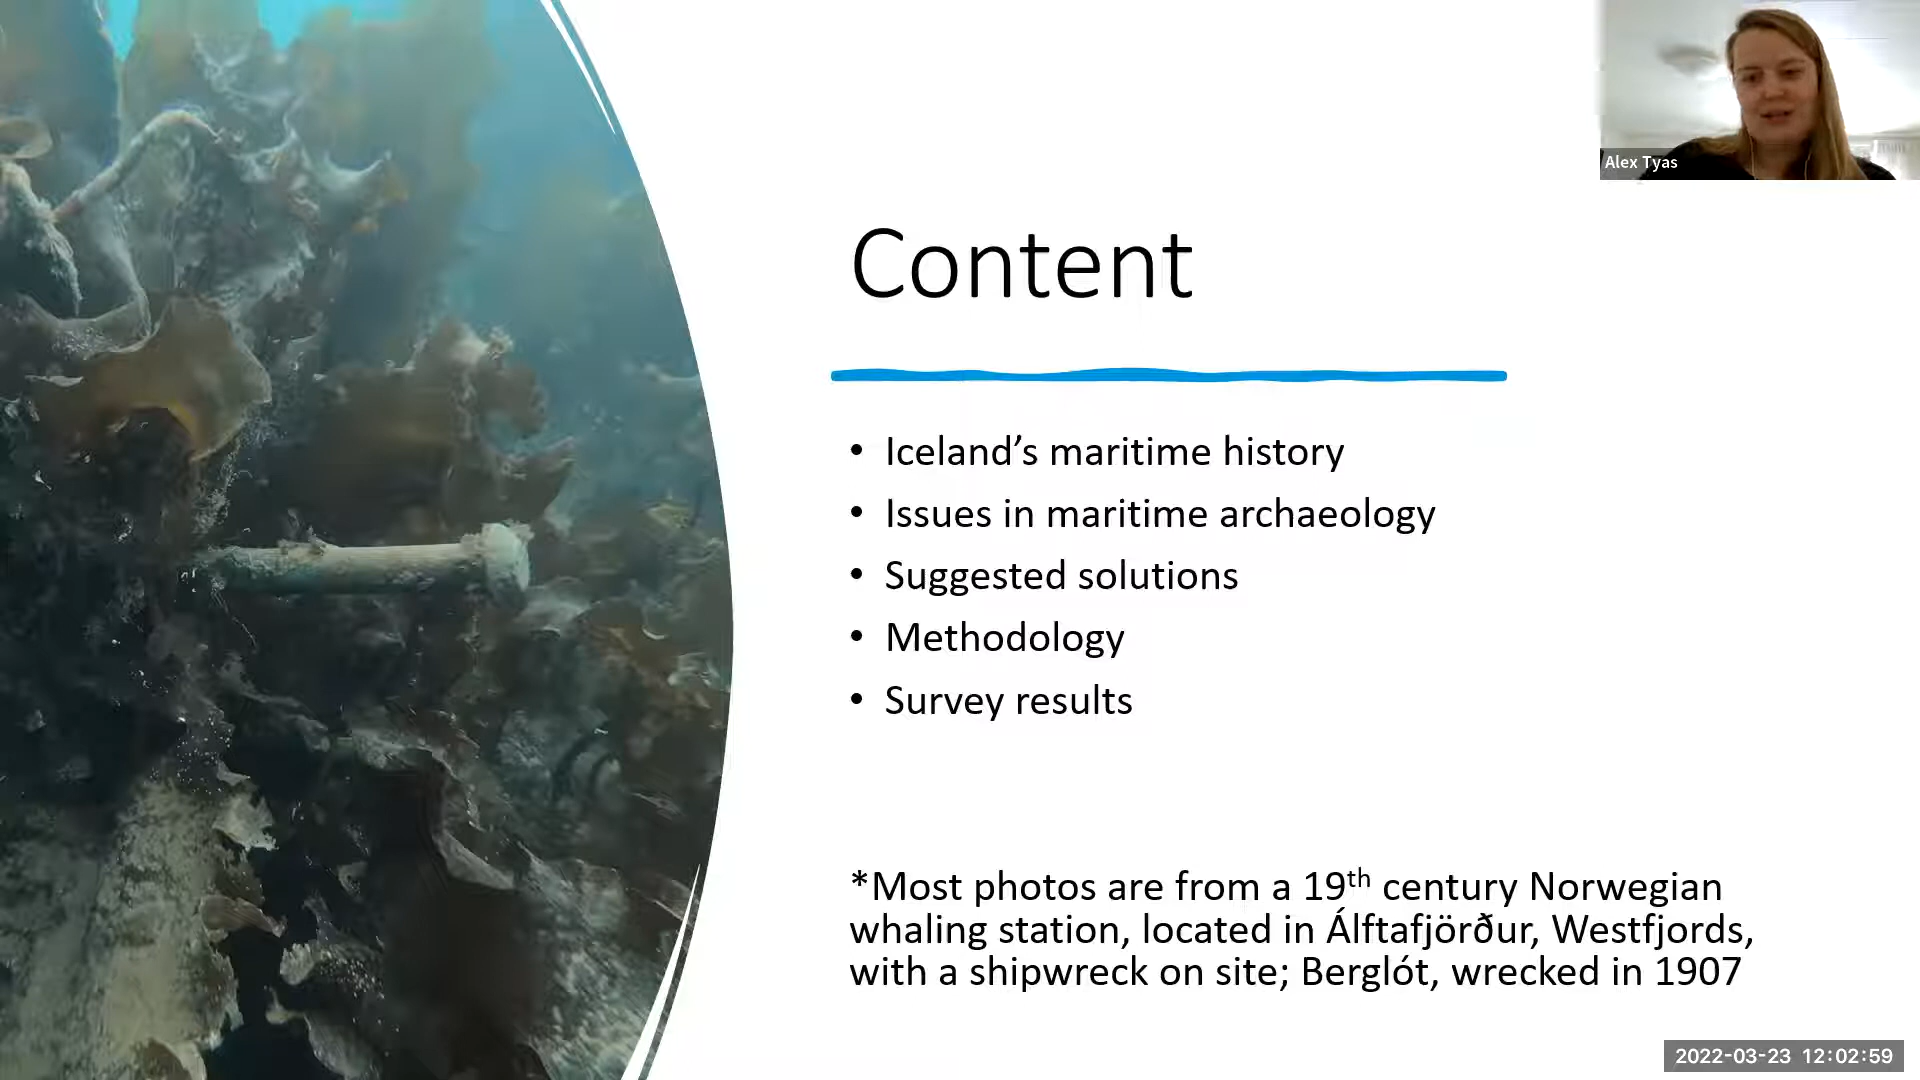 Alex Tyas
Content
• Iceland’s maritime history
• Issues in maritime archaeology
• Suggested solutions
• Methodology
• Survey results
*Most photos are from a 19th century Norwegian
whaling station, located in Álftafjörður, Westfjords,
with a shipwreck on site; Berglót, wrecked in 1907
2022-03-23 12:02:59